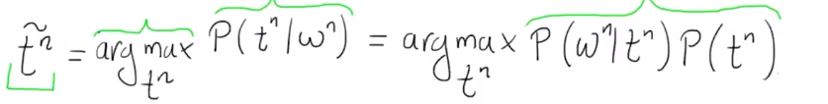 t̃ⁿ = argmax_{tⁿ} P(tⁿ/wⁿ) = argmax_{tⁿ} P(wⁿ/tⁿ) P(tⁿ)